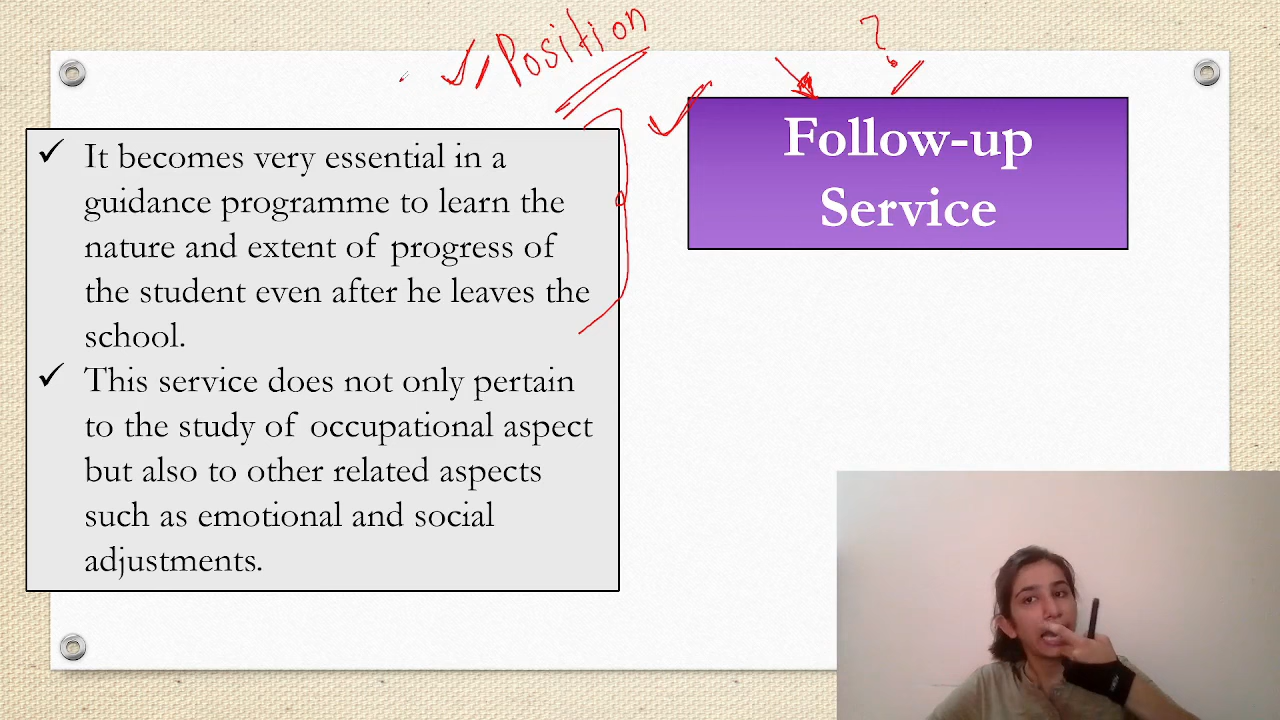 Position
?
Follow-up
Service
✓ It becomes very essential in a
guidance programme to learn the
nature and extent of progress of
the student even after he leaves the
school.
✓ This service does not only pertain
to the study of occupational aspect
but also to other related aspects
such as emotional and social
adjustments.